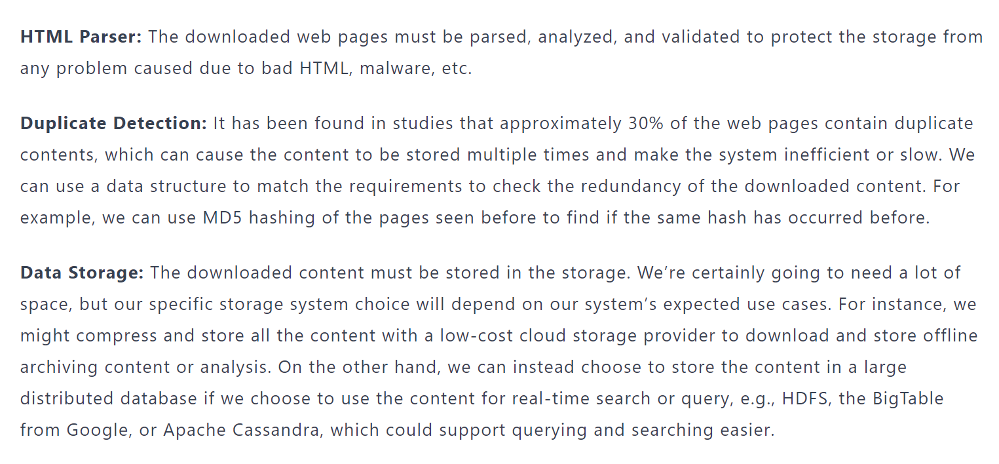 HTML Parser: The downloaded web pages must be parsed, analyzed, and validated to protect the storage from
any problem caused due to bad HTML, malware, etc.
Duplicate Detection: It has been found in studies that approximately 30% of the web pages contain duplicate
contents, which can cause the content to be stored multiple times and make the system inefficient or slow. We
can use a data structure to match the requirements to check the redundancy of the downloaded content. For
example, we can use MD5 hashing of the pages seen before to find if the same hash has occurred before.
Data Storage: The downloaded content must be stored in the storage. We’re certainly going to need a lot of
space, but our specific storage system choice will depend on our system’s expected use cases. For instance, we
might compress and store all the content with a low-cost cloud storage provider to download and store offline
archiving content or analysis. On the other hand, we can instead choose to store the content in a large
distributed database if we choose to use the content for real-time search or query, e.g., HDFS, the BigTable
from Google, or Apache Cassandra, which could support querying and searching easier.